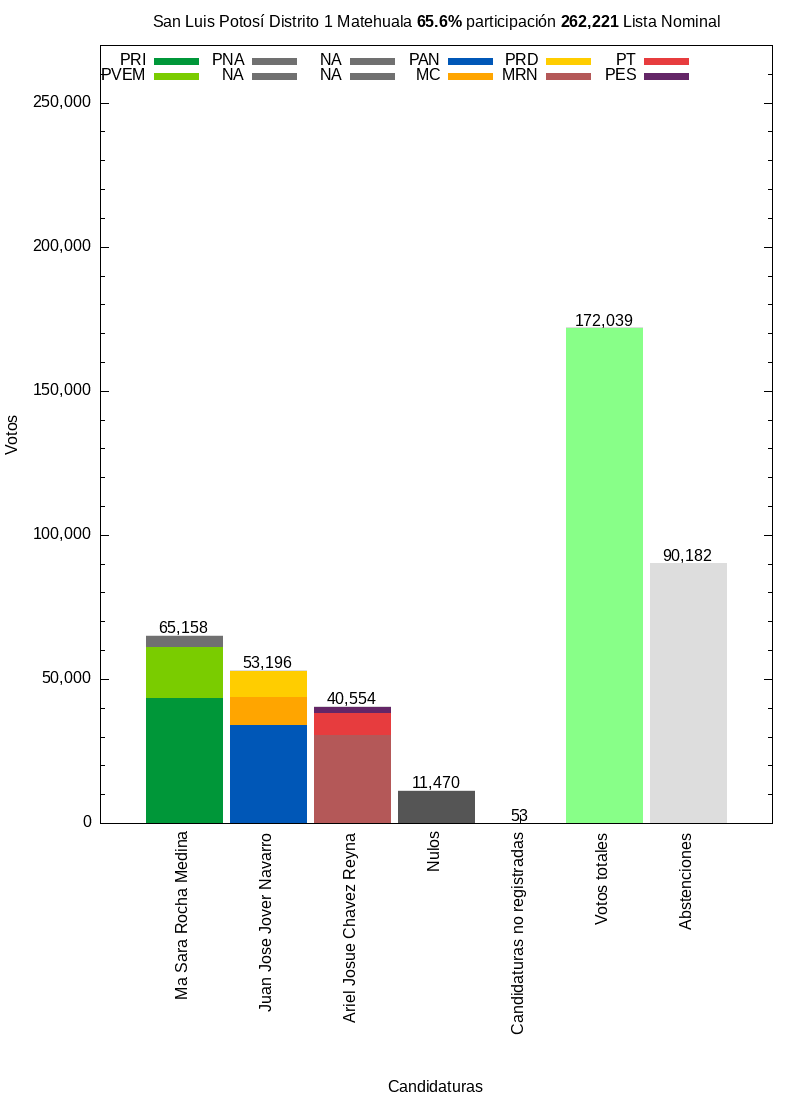 San Luis Potosí Distrito 1 Matehuala 65.6% participación 262,221 Lista Nominal
PRI PNA NA PAN PRD PT
PVEM NA NA MC MRN PES
250,000
200,000
150,000
100,000
50,000
0
Votos
65,158
53,196
40,554
11,470
53
172,039
90,182
Ma Sara Rocha Medina
Juan Jose Jover Navarro
Ariel Josue Chavez Reyna
Nulos
Candidaturas no registradas
Votos totales
Abstenciones
Candidaturas